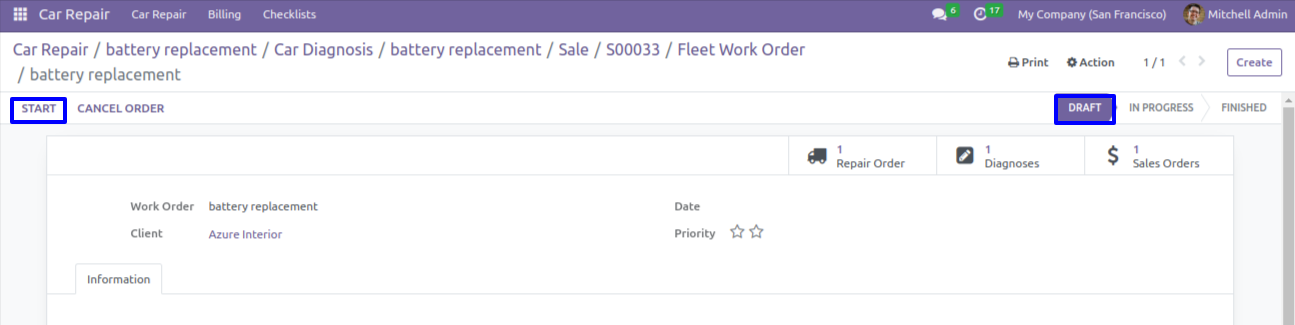 Car Repair Car Repair Billing Checklists 6 17 My Company (San Francisco) Mitchell Admin
Car Repair / battery replacement / Car Diagnosis / battery replacement / Sale / S00033 / Fleet Work Order
/ battery replacement
Print Action 1 / 1 Create
START CANCEL ORDER DRAFT IN PROGRESS FINISHED
1 Repair Order
1 Diagnoses
1 Sales Orders
Work Order battery replacement Date
Client Azure Interior Priority
Information